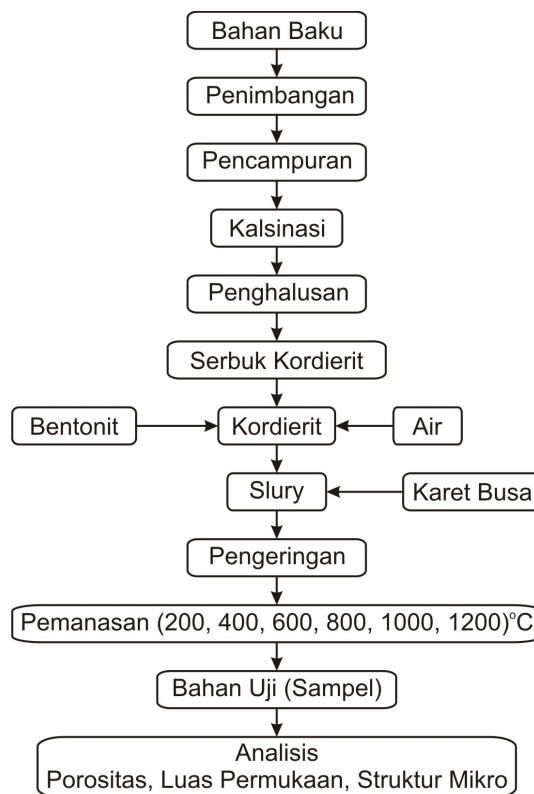 Bahan Baku
Penimbangan
Pencampuran
Kalsinasi
Penghalusan
Serbuk Kordierit
Bentonit
Kordierit
Air
Slury
Karet Busa
Pengeringan
Pemanasan (200, 400, 600, 800, 1000, 1200)°C
Bahan Uji (Sampel)
Analisis
Porositas, Luas Permukaan, Struktur Mikro